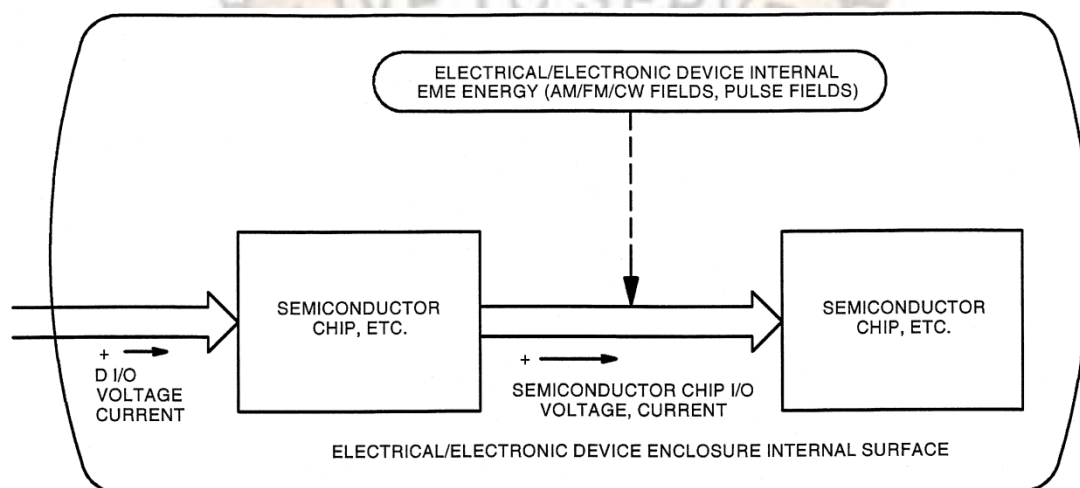 ELECTRICAL/ELECTRONIC DEVICE INTERNAL
EME ENERGY (AM/FM/CW FIELDS, PULSE FIELDS)
SEMICONDUCTOR
CHIP, ETC.
SEMICONDUCTOR
CHIP, ETC.
+
D I/O
VOLTAGE
CURRENT
+
SEMICONDUCTOR CHIP I/O
VOLTAGE, CURRENT
ELECTRICAL/ELECTRONIC DEVICE ENCLOSURE INTERNAL SURFACE